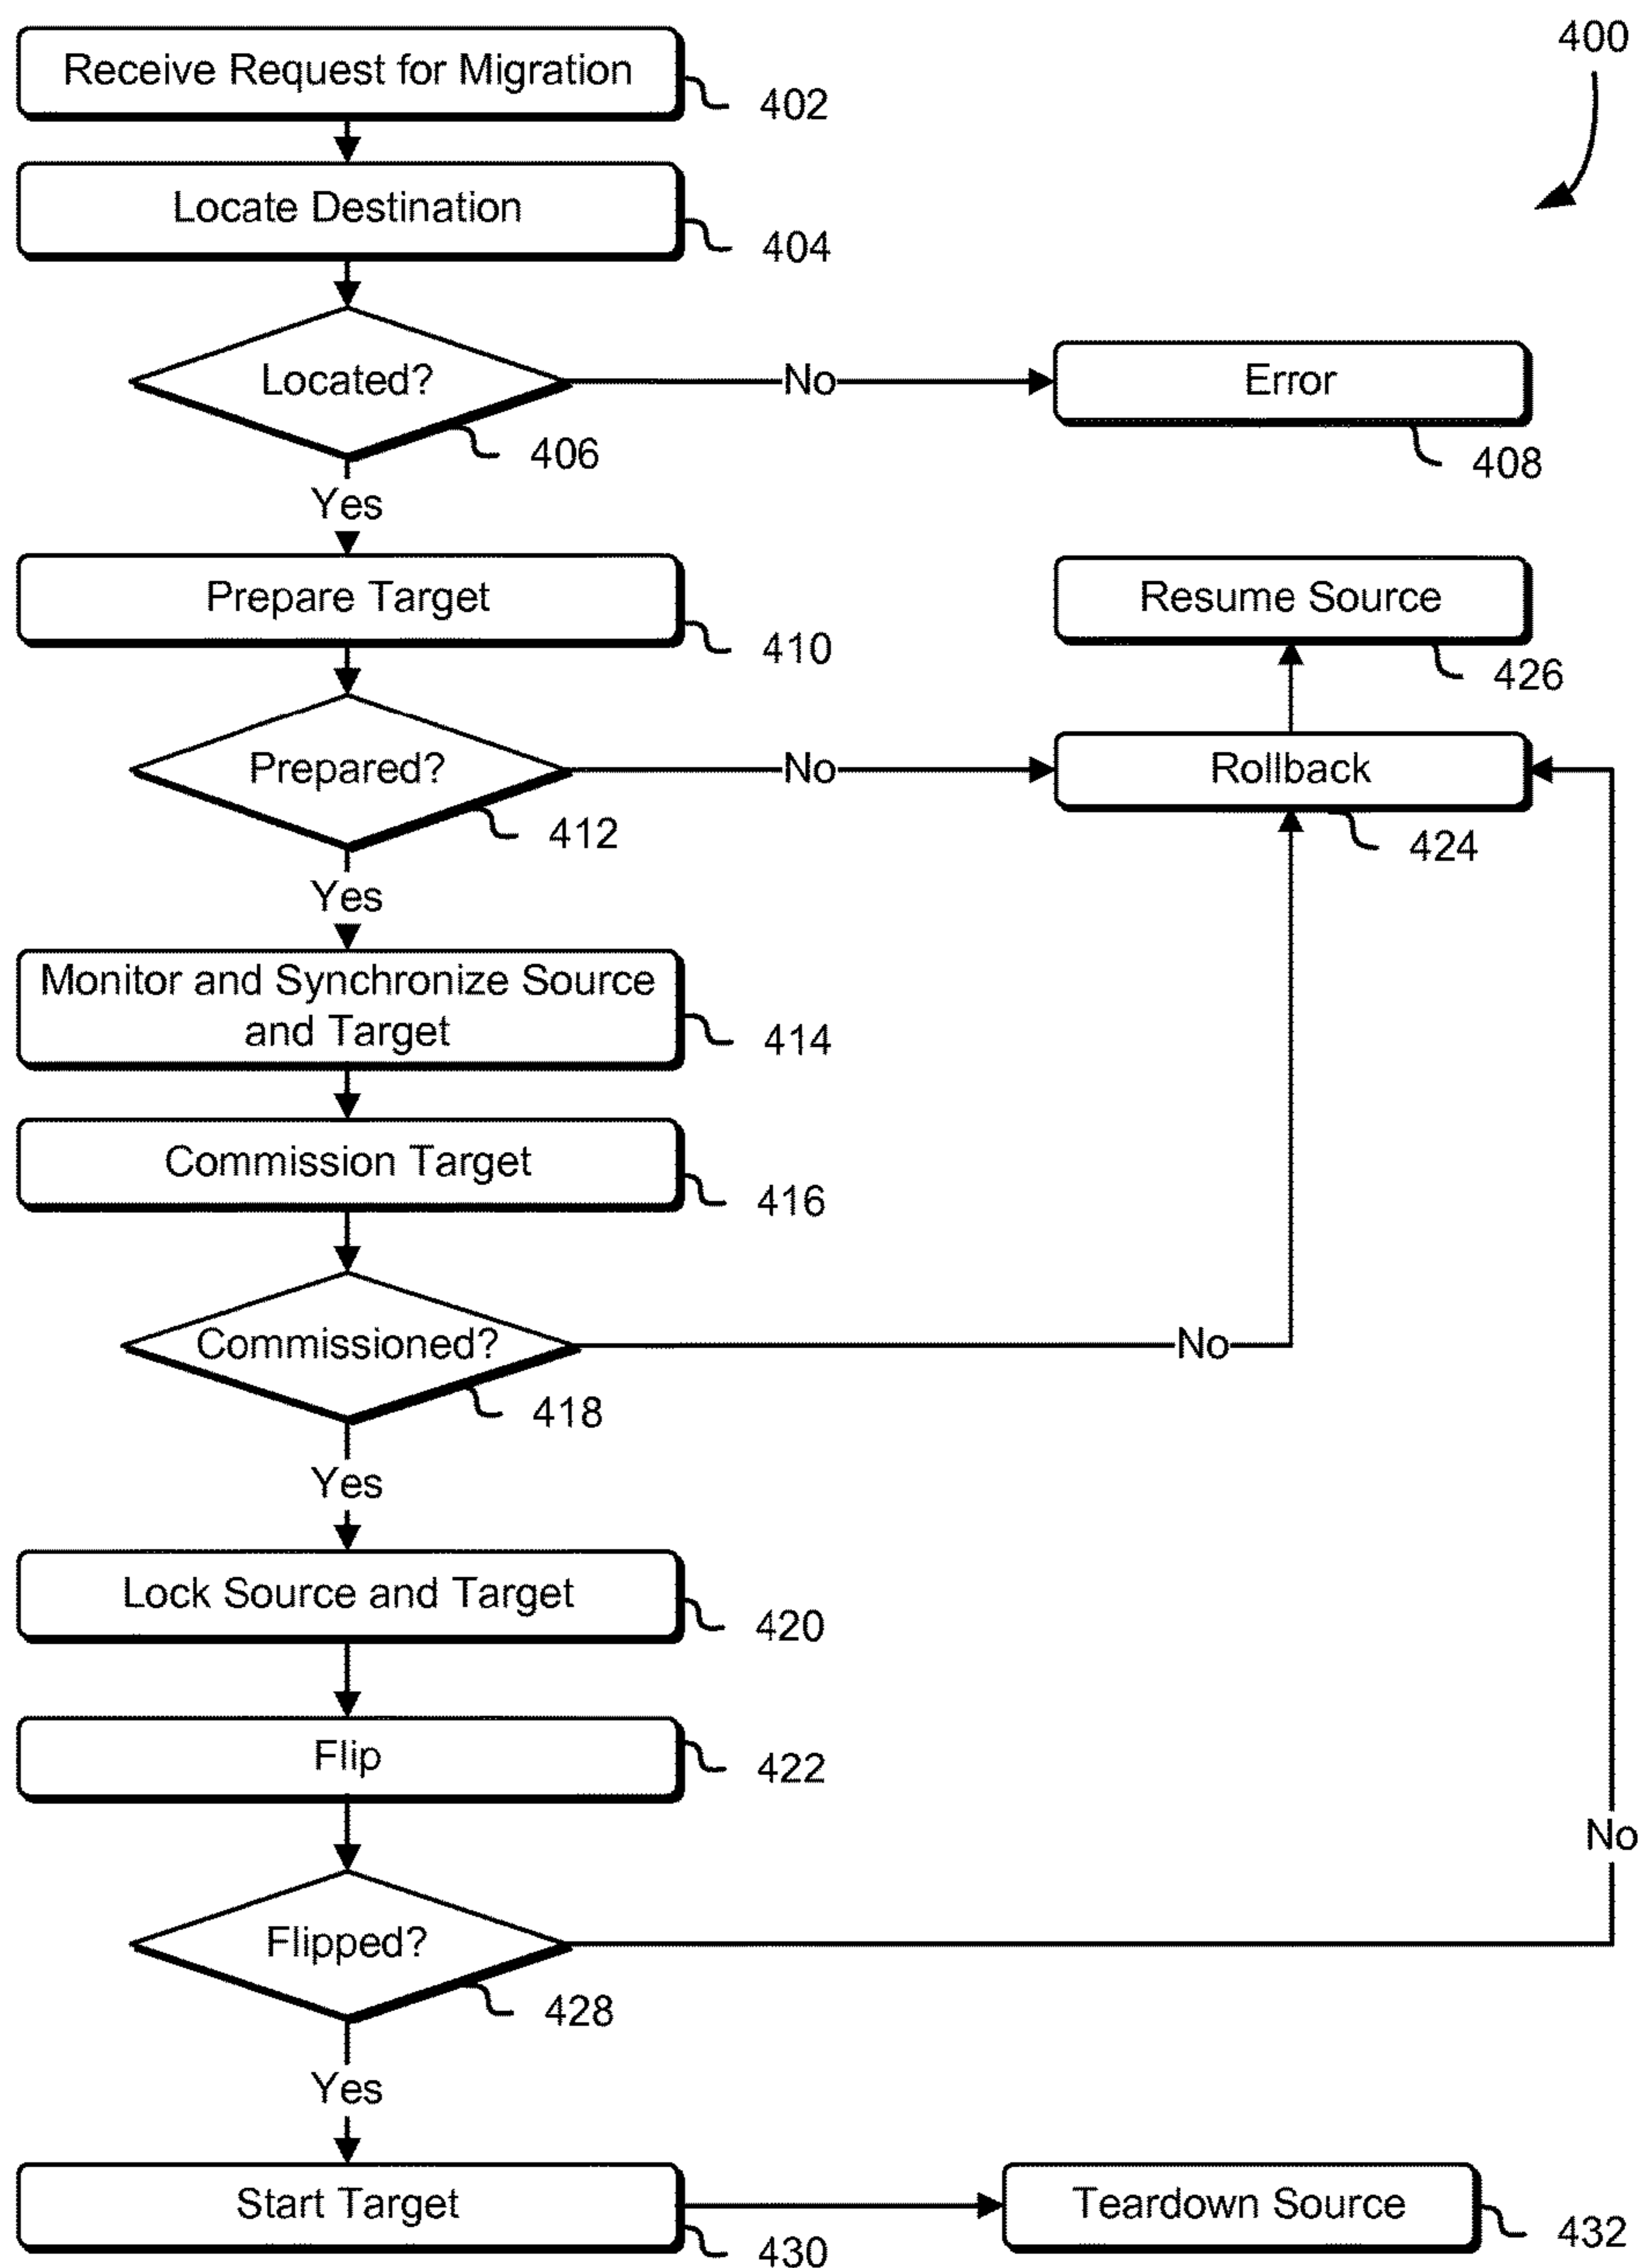 400
Receive Request for Migration
402
Locate Destination
404
Located?
406
No
Error
408
Yes
Prepare Target
410
Resume Source
426
Prepared?
412
No
Rollback
424
Yes
Monitor and Synchronize Source
and Target
414
Commission Target
416
Commissioned?
418
No
Yes
Lock Source and Target
420
Flip
422
No
Flipped?
428
Yes
Start Target
430
Teardown Source
432